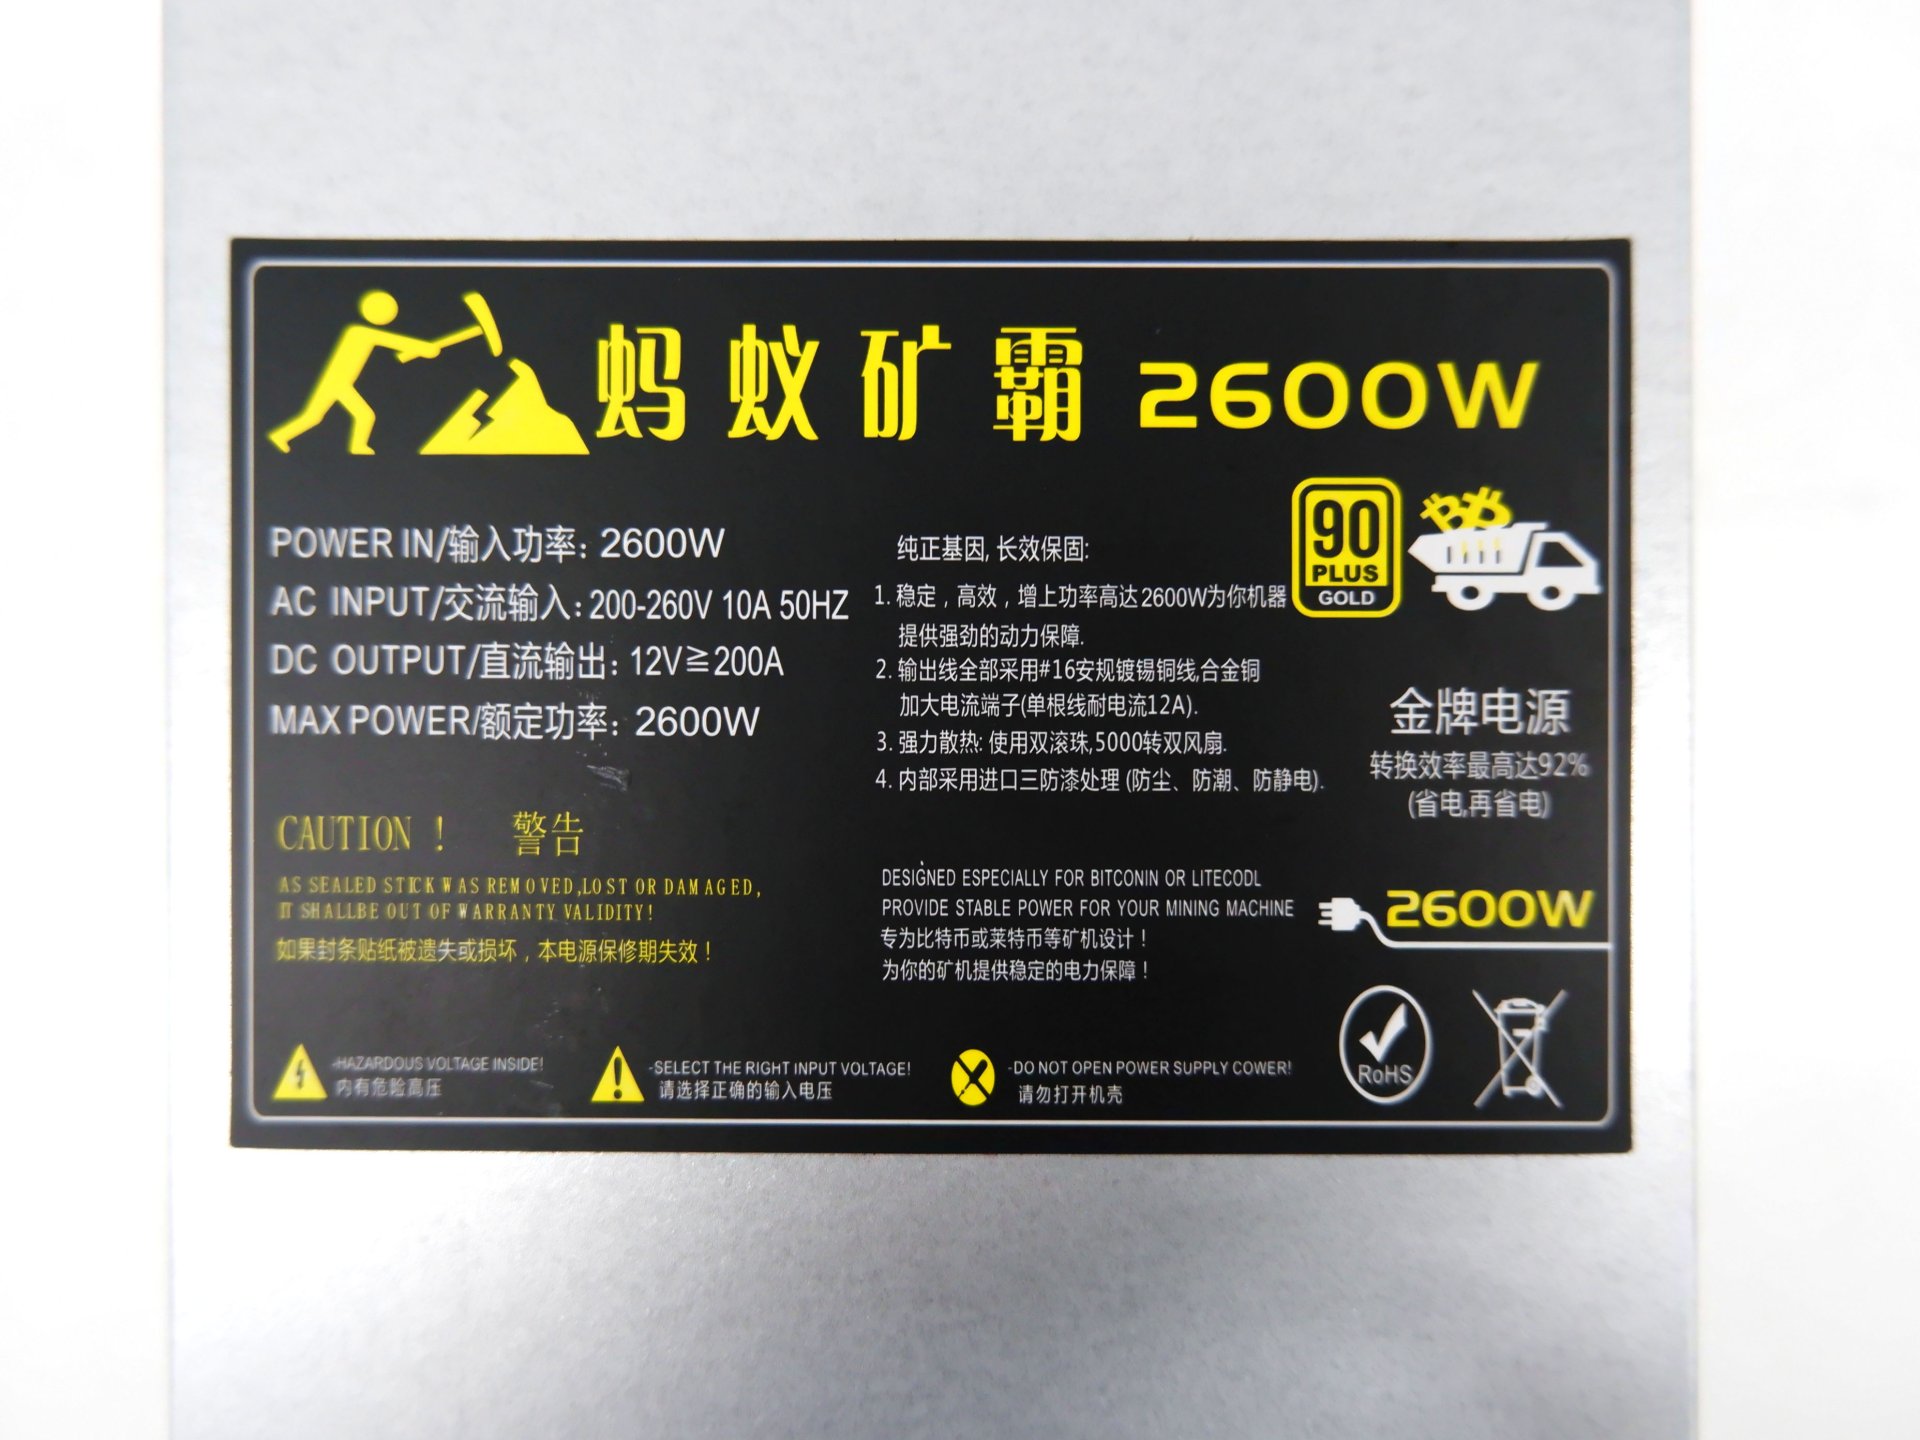 蚂蚁矿霸 2600W
POWER IN/输入功率: 2600W
AC INPUT/交流输入: 200-260V 10A 50HZ
DC OUTPUT/直流输出: 12V≧200A
MAX POWER/额定功率: 2600W
CAUTION ! 警告
AS SEALED STICK WAS REMOVED,LOST OR DAMAGED,
IT SHALLBE OUT OF WARRANTY VALIDITY!
如果封条贴纸被遗失或损坏，本电源保修期失效！
纯正基因, 长效保固:
1. 稳定，高效，增上功率高达2600W为你机器
提供强劲的动力保障.
2. 输出线全部采用#16安规镀锡铜线,合金铜
加大电流端子(单根线耐电流12A).
3. 强力散热: 使用双滚珠,5000转双风扇.
4. 内部采用进口三防漆处理 (防尘、防潮、防静电).
DESIGNED ESPECIALLY FOR BITCONIN OR LITECODL
PROVIDE STABLE POWER FOR YOUR MINING MACHINE
专为比特币或莱特币等矿机设计！
为你的矿机提供稳定的电力保障！
90
PLUS
GOLD
金牌电源
转换效率最高达92%
(省电,再省电)
2600W
-HAZARDOUS VOLTAGE INSIDE!
内有危险高压
-SELECT THE RIGHT INPUT VOLTAGE!
请选择正确的输入电压
-DO NOT OPEN POWER SUPPLY COWER!
请勿打开机壳
RoHS